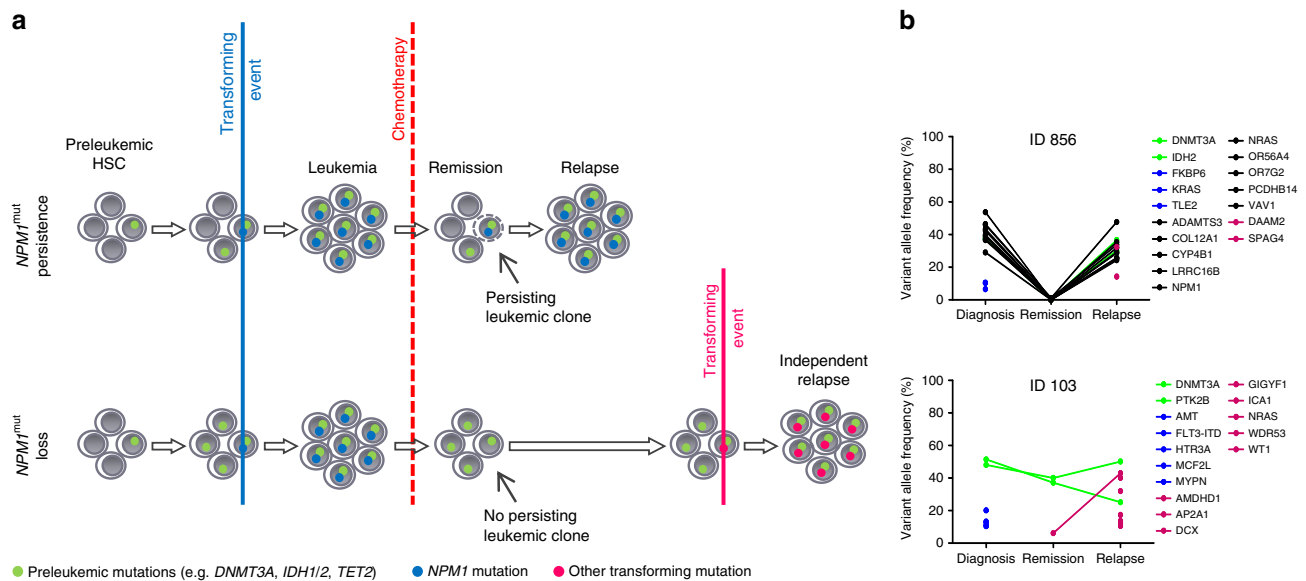 a
b
Transforming
event
Chemotherapy
Preleukemic
HSC
Leukemia
Remission
Relapse
NPM1mut
persistence
Persisting
leukemic clone
Transforming
event
Independent
relapse
NPM1mut
loss
No persisting
leukemic clone
Preleukemic mutations (e.g. DNMT3A, IDH1/2, TET2)
NPM1 mutation
Other transforming mutation
ID 856
Variant allele frequency (%)
100
80
60
40
20
0
Diagnosis
Remission
Relapse
DNMT3A
IDH2
FKBP6
KRAS
TLE2
ADAMTS3
COL12A1
CYP4B1
LRRC16B
NPM1
NRAS
OR56A4
OR7G2
PCDHB14
VAV1
DAAM2
SPAG4
ID 103
Variant allele frequency (%)
100
80
60
40
20
0
Diagnosis
Remission
Relapse
DNMT3A
PTK2B
AMT
FLT3-ITD
HTR3A
MCF2L
MYPN
AMDHD1
AP2A1
DCX
GIGYF1
ICA1
NRAS
WDR53
WT1